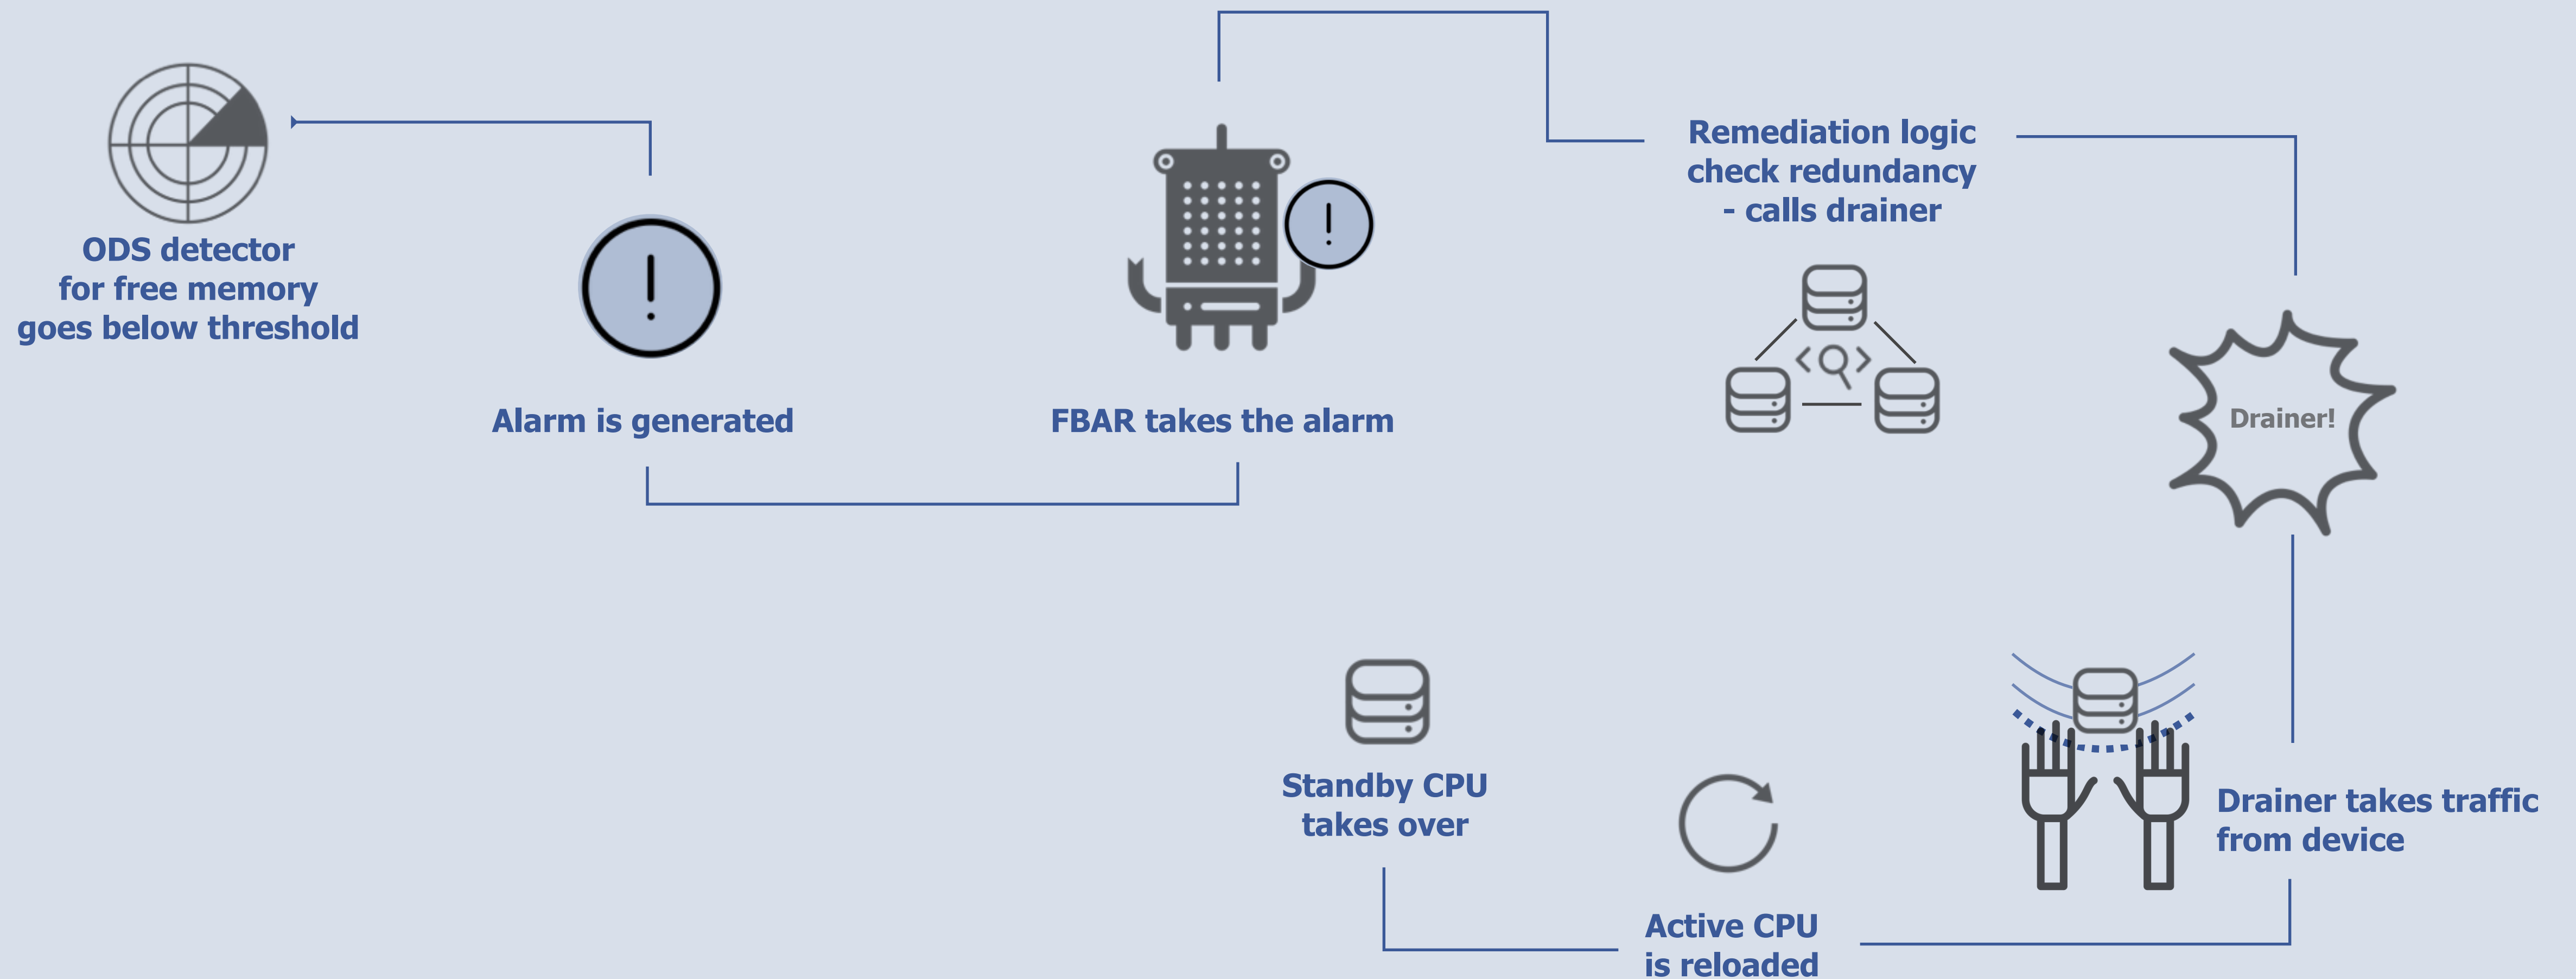 ODS detector
for free memory
goes below threshold
Alarm is generated
FBAR takes the alarm
Remediation logic
check redundancy
- calls drainer
Drainer!
Drainer takes traffic
from device
Active CPU
is reloaded
Standby CPU
takes over